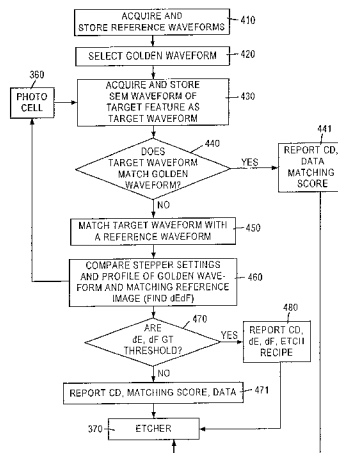 ACQUIRE AND
STORE REFERENCE WAVEFORMS
410
SELECT GOLDEN WAVEFORM
420
360
PHOTO
CELL
ACQUIRE AND STORE
SEM WAVEFORM OF
TARGET FEATURE AS
TARGET WAVEFORM
430
DOES
TARGET WAVEFORM
MATCH GOLDEN
WAVEFORM?
440
YES
441
REPORT CD,
DATA
MATCHING
SCORE
NO
MATCH TARGET WAVEFORM WITH
A REFERENCE WAVEFORM
450
COMPARE STEPPER SETTINGS
AND PROFILE OF GOLDEN WAVE-
FORM AND MATCHING REFERENCE
IMAGE (FIND dEdF)
460
ARE
dE, dF GT
THRESHOLD?
470
YES
480
REPORT CD,
dE, dF, ETCH
RECIPE
NO
REPORT CD, MATCHING SCORE, DATA
471
370
ETCHER